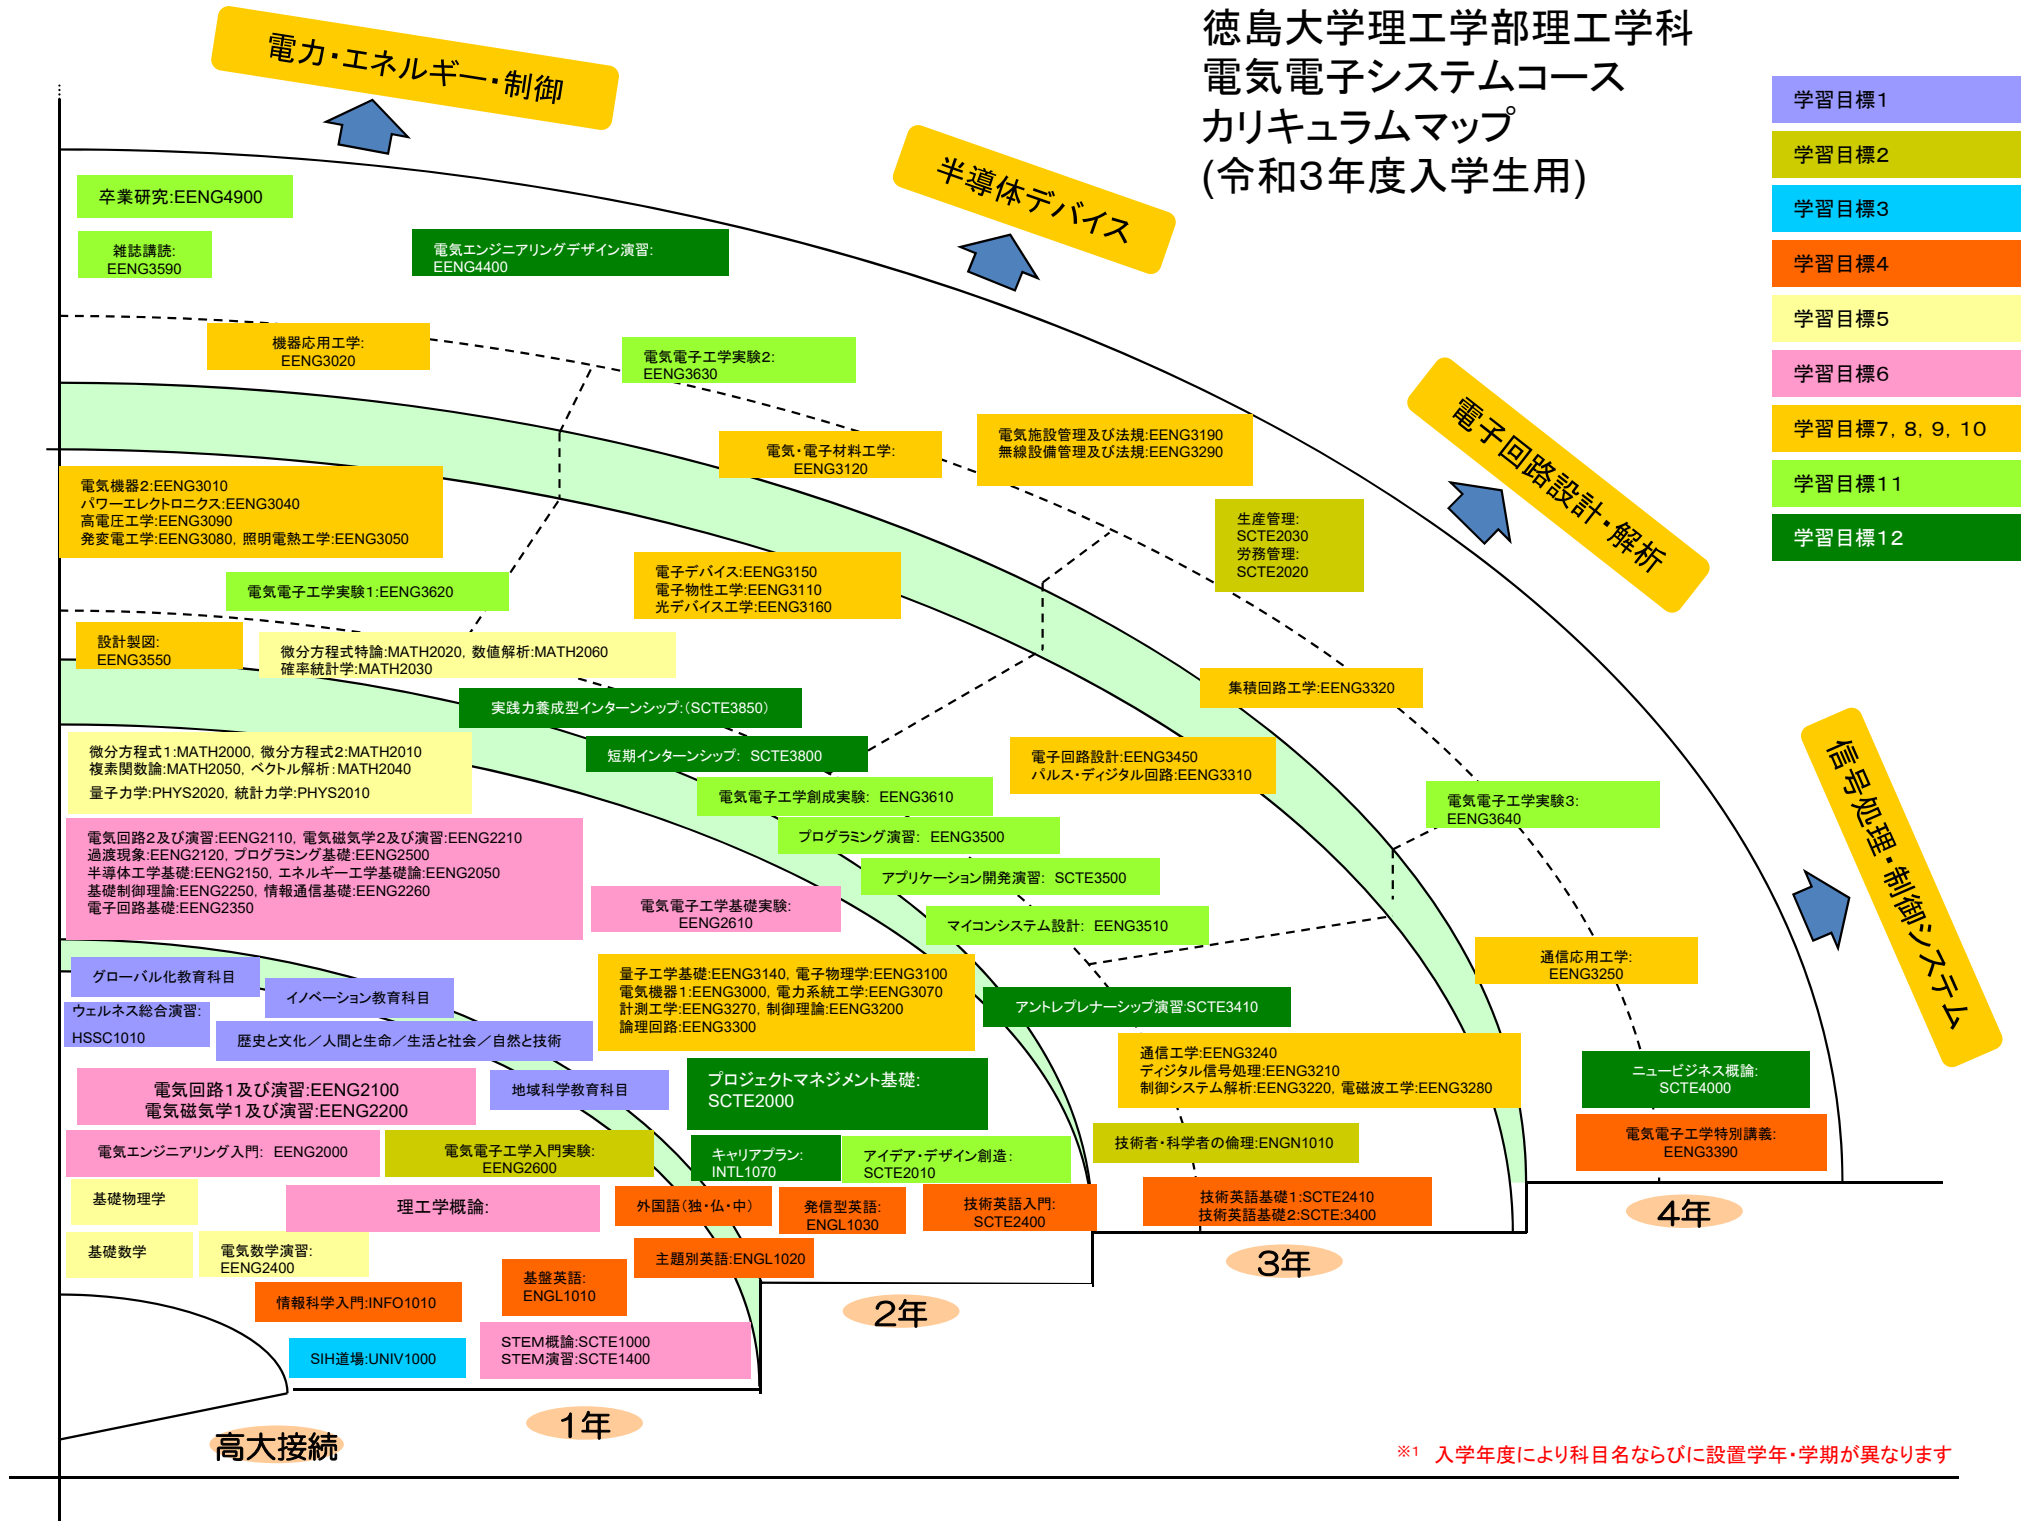 徳島大学理工学部理工学科
電気電子システムコース
カリキュラムマップ
(令和3年度入学生用)
電力・エネルギー・制御
半導体デバイス
電子回路設計・解析
信号処理・制御システム
学習目標1
学習目標2
学習目標3
学習目標4
学習目標5
学習目標6
学習目標7，8，9，10
学習目標11
学習目標12
卒業研究:EENG4900
雑誌講読:
EENG3590
電気エンジニアリングデザイン演習:
EENG4400
機器応用工学:
EENG3020
電気電子工学実験2:
EENG3630
電気・電子材料工学:
EENG3120
電気施設管理及び法規:EENG3190
無線設備管理及び法規:EENG3290
電気機器2:EENG3010
パワーエレクトロニクス:EENG3040
高電圧工学:EENG3090
発変電工学:EENG3080，照明電熱工学:EENG3050
生産管理:
SCTE2030
労務管理:
SCTE2020
電気電子工学実験1:EENG3620
電子デバイス:EENG3150
電子物性工学:EENG3110
光デバイス工学:EENG3160
設計製図:
EENG3550
微分方程式特論:MATH2020，数値解析:MATH2060
確率統計学:MATH2030
集積回路工学:EENG3320
実践力養成型インターンシップ:（SCTE3850）
短期インターンシップ:　SCTE3800
微分方程式1:MATH2000，微分方程式2:MATH2010
複素関数論:MATH2050，ベクトル解析:MATH2040
量子力学:PHYS2020，統計力学:PHYS2010
電子回路設計:EENG3450
パルス・ディジタル回路:EENG3310
電気電子工学創成実験:　EENG3610
電気電子工学実験3:
EENG3640
プログラミング演習:　EENG3500
電気回路2及び演習:EENG2110，電気磁気学2及び演習:EENG2210
過渡現象:EENG2120，プログラミング基礎:EENG2500
半導体工学基礎:EENG2150，エネルギー工学基礎論:EENG2050
基礎制御理論:EENG2250，情報通信基礎:EENG2260
電子回路基礎:EENG2350
アプリケーション開発演習:　SCTE3500
電気電子工学基礎実験:
EENG2610
マイコンシステム設計:　EENG3510
通信応用工学:
EENG3250
グローバル化教育科目
イノベーション教育科目
量子工学基礎:EENG3140，電子物理学:EENG3100
電気機器1:EENG3000，電力系統工学:EENG3070
計測工学:EENG3270，制御理論:EENG3200
論理回路:EENG3300
アントレプレナーシップ演習:SCTE3410
ウェルネス総合演習:
HSSC1010
歴史と文化／人間と生命／生活と社会／自然と技術
通信工学:EENG3240
ディジタル信号処理:EENG3210
制御システム解析:EENG3220，電磁波工学:EENG3280
ニュービジネス概論:
SCTE4000
電気回路1及び演習:EENG2100
電気磁気学1及び演習:EENG2200
地域科学教育科目
プロジェクトマネジメント基礎:
SCTE2000
電気エンジニアリング入門:　EENG2000
電気電子工学入門実験:
EENG2600
キャリアプラン:
INTL1070
アイデア・デザイン創造:
SCTE2010
技術者・科学者の倫理:ENGN1010
電気電子工学特別講義:
EENG3390
基礎物理学
理工学概論:
外国語（独・仏・中）
発信型英語:
ENGL1030
技術英語入門:
SCTE2400
技術英語基礎1:SCTE2410
技術英語基礎2:SCTE:3400
基礎数学
電気数学演習:
EENG2400
主題別英語:ENGL1020
基盤英語:
ENGL1010
情報科学入門:INFO1010
SIH道場:UNIV1000
STEM概論:SCTE1000
STEM演習:SCTE1400
4年
3年
2年
1年
高大接続
※1　入学年度により科目名ならびに設置学年・学期が異なります